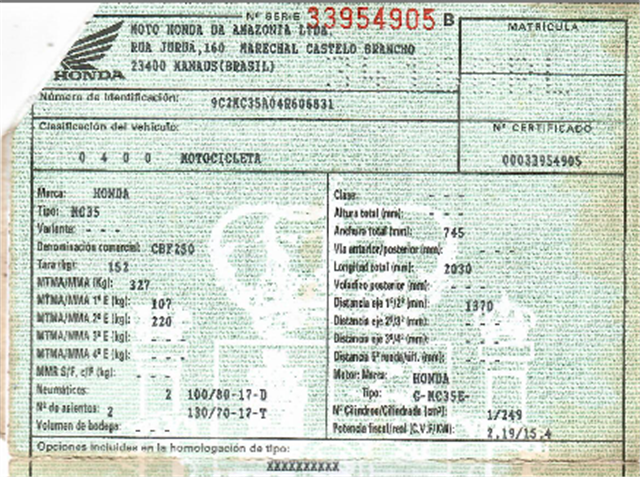 Nº SERIE 33954905 B
MOTO HONDA DA AMAZONIA LTDA.
RUA JURUA,160 MARECHAL CASTELO BRANCHO
23400 MANAUS(BRASIL)
HONDA
MATRICULA
Número de identificación: 9C2MC35A04R606831
Clasificación del vehículo:
0 4 0 0 MOTOCICLETA
Nº CERTIFICADO
00033954905
Marca: HONDA
Tipo: MC35
Variante: - - -
Denominación comercial: CBF250
Tara (kg): 152
MTMA/MMA (Kg): 327
MTMA/MMA 1º E (kg): 107
MTMA/MMA 2º E (kg): 220
MTMA/MMA 3º E (kg): - - -
MTMA/MMA 4º E (kg): - - -
MMR S/F, c/F (kg): - - -
Neumáticos: 2 100/80-17-D
Nº de asientos: 2 130/70-17-T
Volumen de bodega: - - -
Clase: - - -
Altura total (mm): - - -
Anchura total (mm): 745
Vía anterior/posterior (mm): - - -
Longitud total (mm): 2030
Voladizo posterior (mm): - - -
Distancia eje 1º/2º (mm): 1370
Distancia eje 2º/3º (mm): - - -
Distancia eje 3º/4º (mm): - - -
Distancia 5ª rueda/últ. (mm): - - -
Motor: Marca: HONDA
Tipo: G-MC35E-
Nº Cilindros/Cilindrada (cm³): 1/249
Potencia fiscal/real (C.V.F/KW): 2,19/15.4
Opciones incluidas en la homologación de tipo:
XXXXXXXXXX